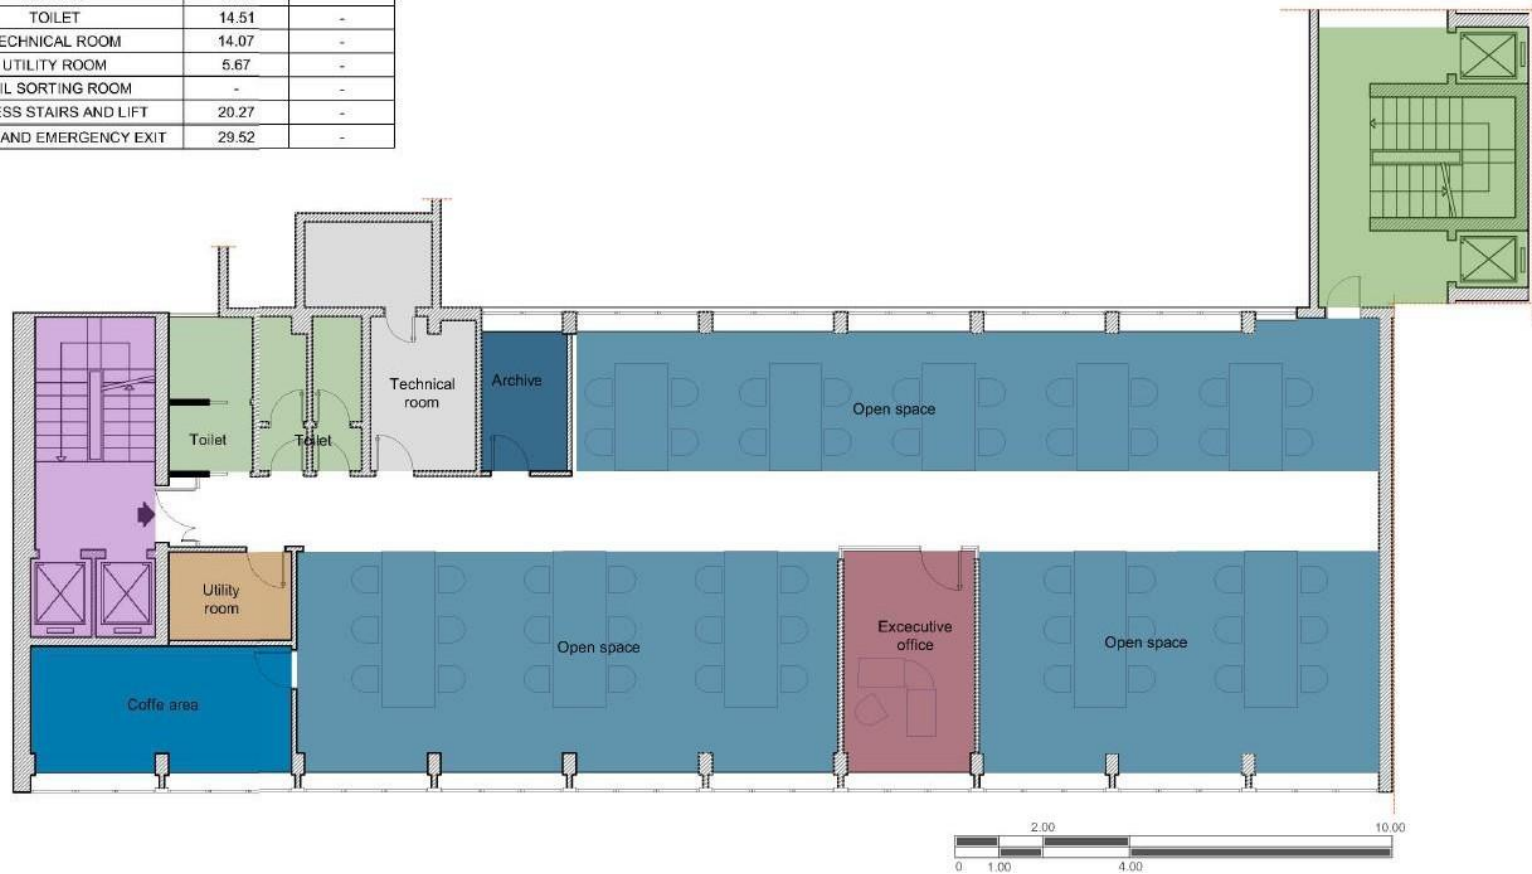 TOILET 14.51 -
ECHNICAL ROOM 14.07 -
UTILITY ROOM 5.67 -
IL SORTING ROOM - -
ESS STAIRS AND LIFT 20.27 -
AND EMERGENCY EXIT 29.52 -
Technical
room
Archive
Open space
Toilet
Toilet
Utility
room
Open space
Excecutive
office
Open space
Coffe area
2.00 10.00
0 1.00 4.00